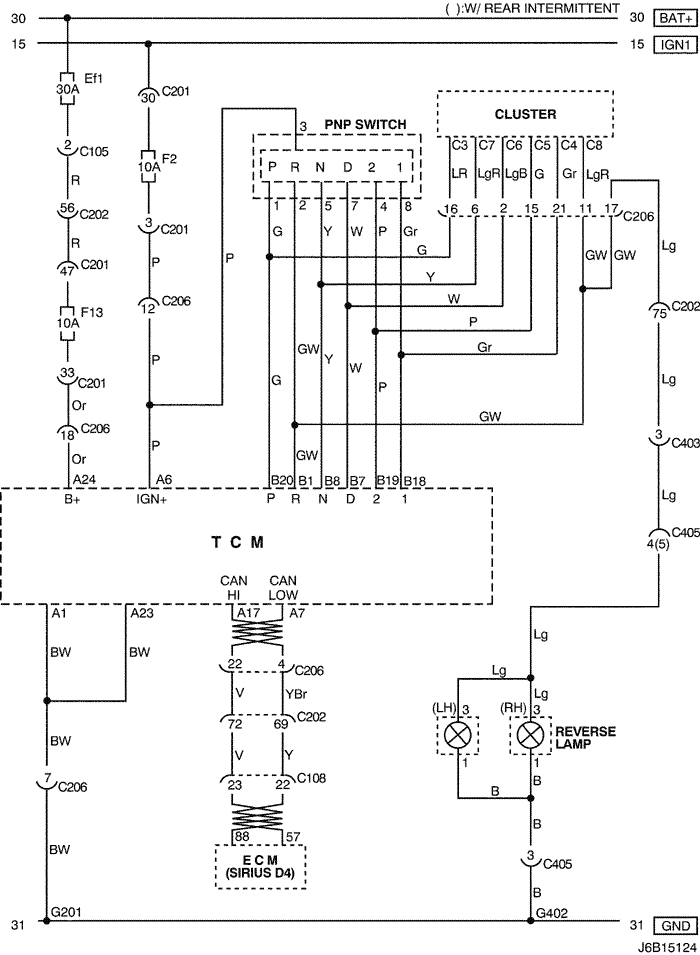 ( ):W/ REAR INTERMITTENT
30 30 BAT+
15 15 IGN1
Ef1
30A
30 C201
2 C105
F2
10A
R
56 C202
3 C201
R
47 C201
P
F13
10A
12 C206
33 C201
P
Or
18 C206
Or
P
A24 A6
P
3 PNP SWITCH
P R N D 2 1
1 2 5 7 4 8
G Y W P Gr
CLUSTER
C3 C7 C6 C5 C4 C8
LR LgR LgB G Gr LgR
16 6 2 15 21 11 17 C206
G
GW GW
Lg
Y
W
C202
75
P
GW Y W
Gr
G P
Lg
GW
3 C403
GW
Lg
C405
4(5)
B20 B1 B8 B7 B19 B18
B+ IGN+ P R N D 2 1
T C M
CAN HI
CAN LOW
A1 A23 A17 A7
BW BW
22 4 C206
V YBr
72 69 C202
BW
V Y
7 C206
C108
23 22
BW
88 57
E C M
(SIRIUS D4)
Lg
Lg
Lg
(LH) 3 (RH) 3
REVERSE
LAMP
1 1
B
B
B
3 C405
B
G201 G402
31 31 GND
J6B15124